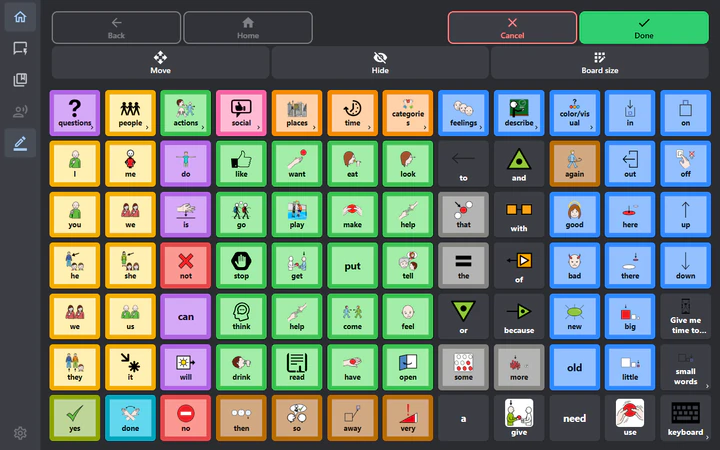 Back
Home
Cancel
Done
Move
Hide
Board size
questions
people
actions
social
places
time
categorie
s
feelings
describe
color/vis
ual
in
on
I
me
do
like
want
eat
look
to
and
again
out
off
you
we
is
go
play
make
help
that
with
good
here
up
he
she
not
stop
get
put
tell
the
of
bad
there
down
we
us
can
think
help
come
feel
or
because
new
big
Give me
time to...
they
it
will
drink
read
have
open
some
more
old
little
small
words
yes
done
no
then
so
away
very
a
give
need
use
keyboard